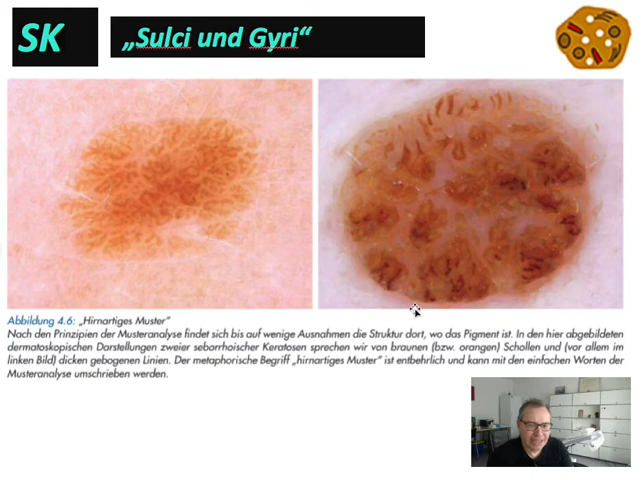 SK
„Sulci und Gyri“
Abbildung 4.6: „Hirnartiges Muster“
Nach den Prinzipien der Musteranalyse findet sich bis auf wenige Ausnahmen die Struktur dort, wo das Pigment ist. In den hier abgebildeten
dermatoskopischen Darstellungen zweier seborrhoischer Keratosen sprechen wir von braunen (bzw. orangen) Schollen und (vor allem im
linken Bild) dicken gebogenen Linien. Der metaphorische Begriff „hirnartiges Muster“ ist entbehrlich und kann mit den einfachen Worten der
Musteranalyse umschrieben werden.